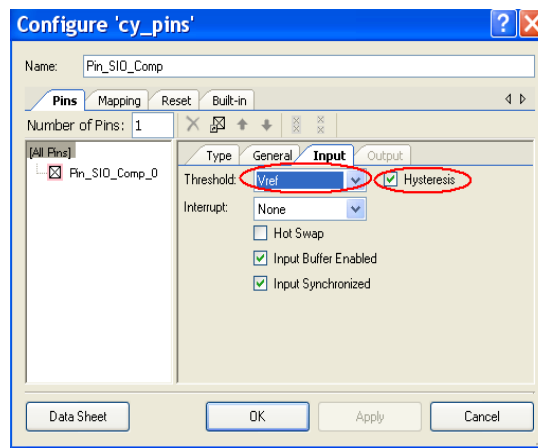 Configure 'cy_pins'
Name: Pin_SIO_Comp
Pins Mapping Reset Built-in
Number of Pins: 1
[All Pins]
Pin_SIO_Comp_0
Type General Input Output
Threshold: Vref Hysteresis
Interrupt: None
Hot Swap
Input Buffer Enabled
Input Synchronized
Data Sheet OK Apply Cancel